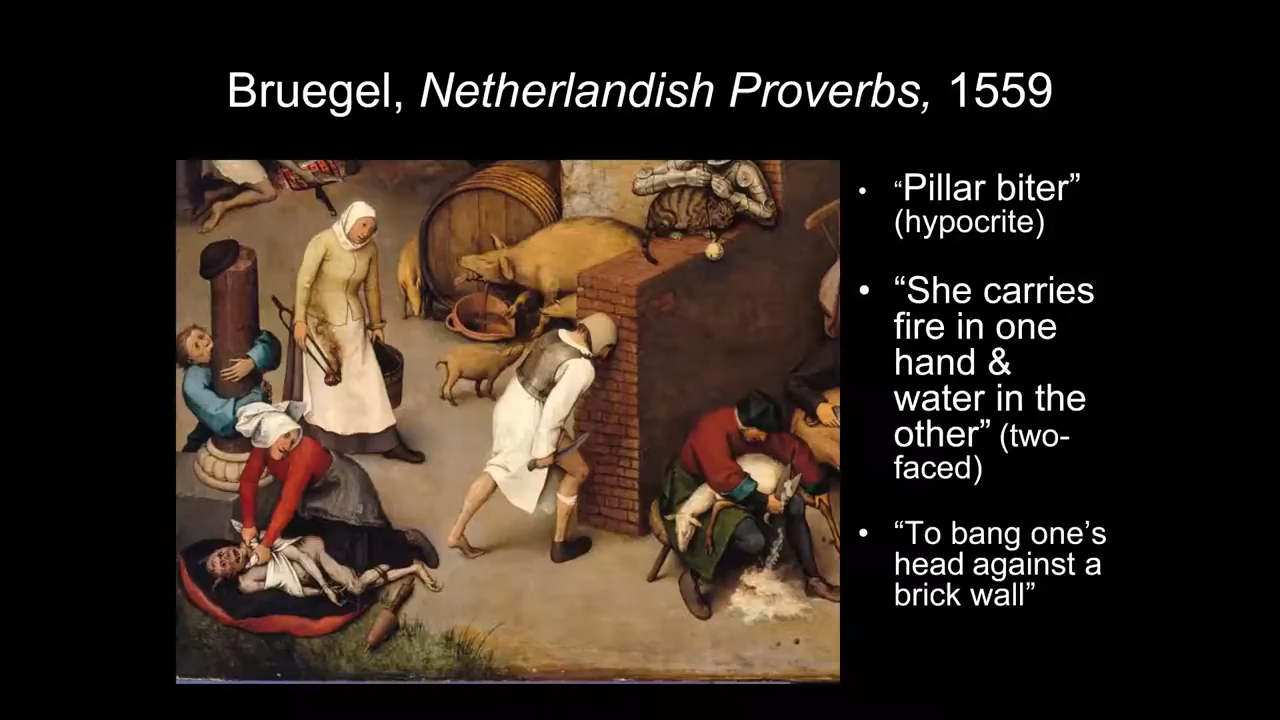 Bruegel, Netherlandish Proverbs, 1559
• “Pillar biter”
(hypocrite)
• “She carries
fire in one
hand &
water in the
other” (two-
faced)
• “To bang one’s
head against a
brick wall”